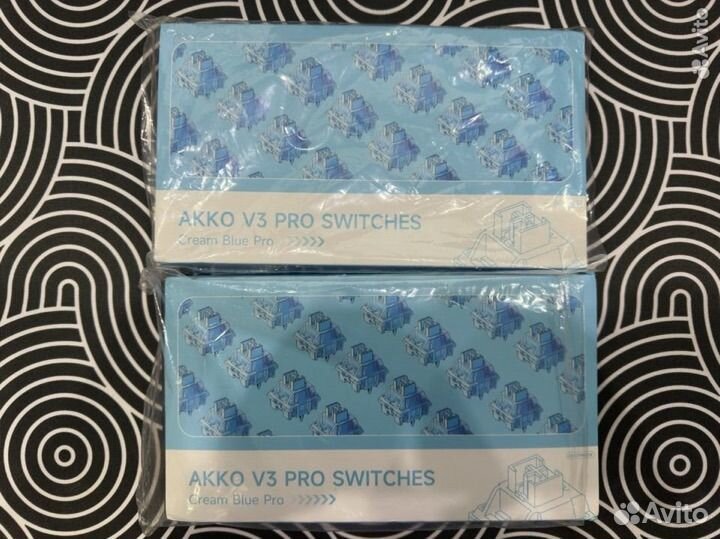 Avito
AKKO V3 PRO SWITCHES
Cream Blue Pro
AKKO V3 PRO SWITCHES
Cream Blue Pro
Avito